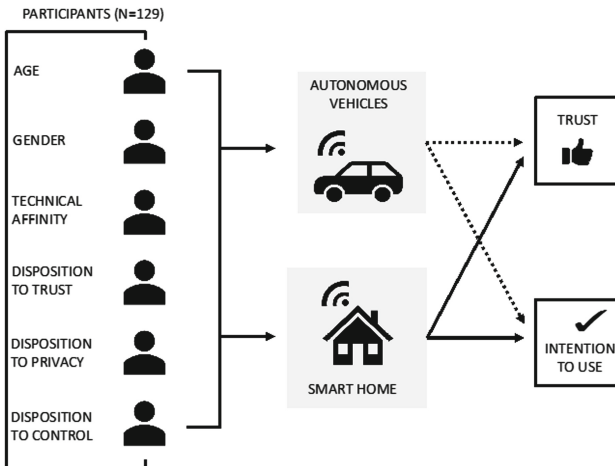 PARTICIPANTS (N=129)
AGE
GENDER
TECHNICAL
AFFINITY
DISPOSITION
TO TRUST
DISPOSITION
TO PRIVACY
DISPOSITION
TO CONTROL
AUTONOMOUS
VEHICLES
SMART HOME
TRUST
INTENTION
TO USE